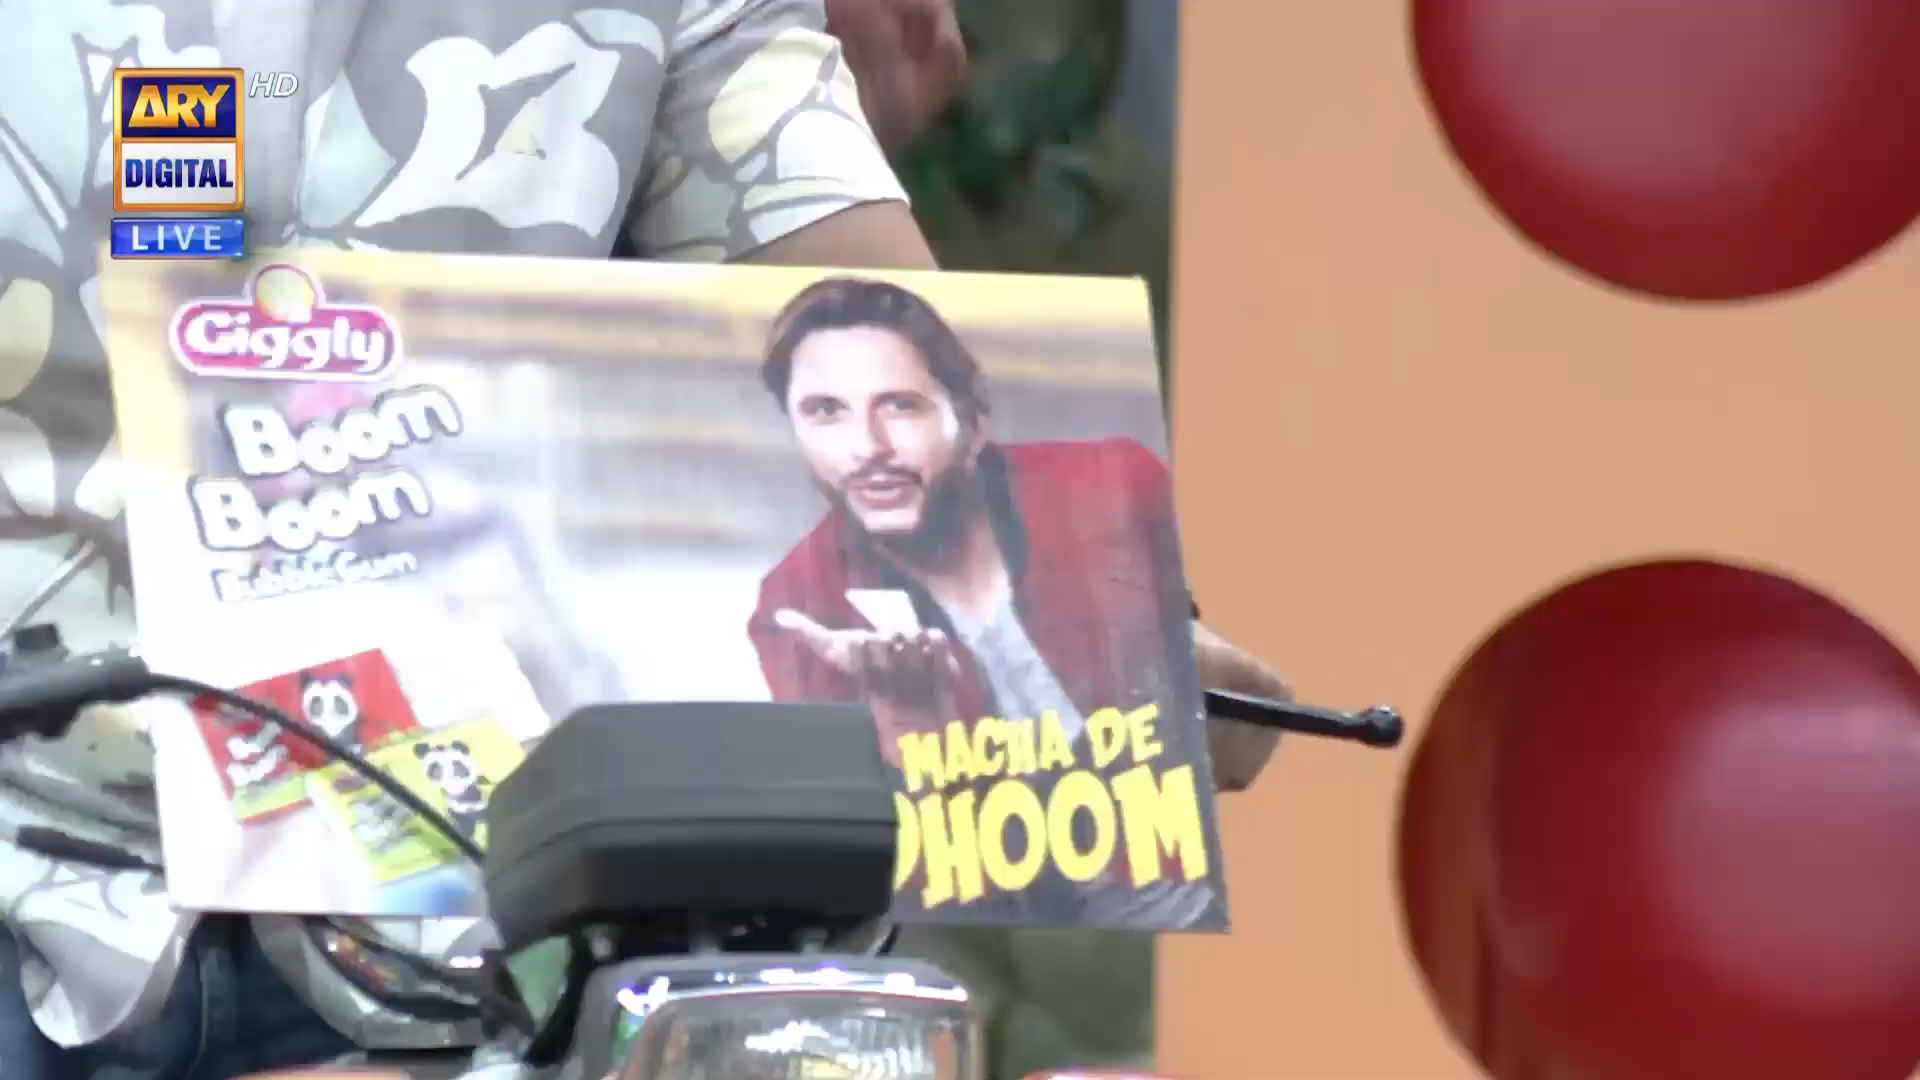 ARY HD
DIGITAL
LIVE
Giggly
Boom
Boom
Bubble Gum
MACHA DE
DHOOM